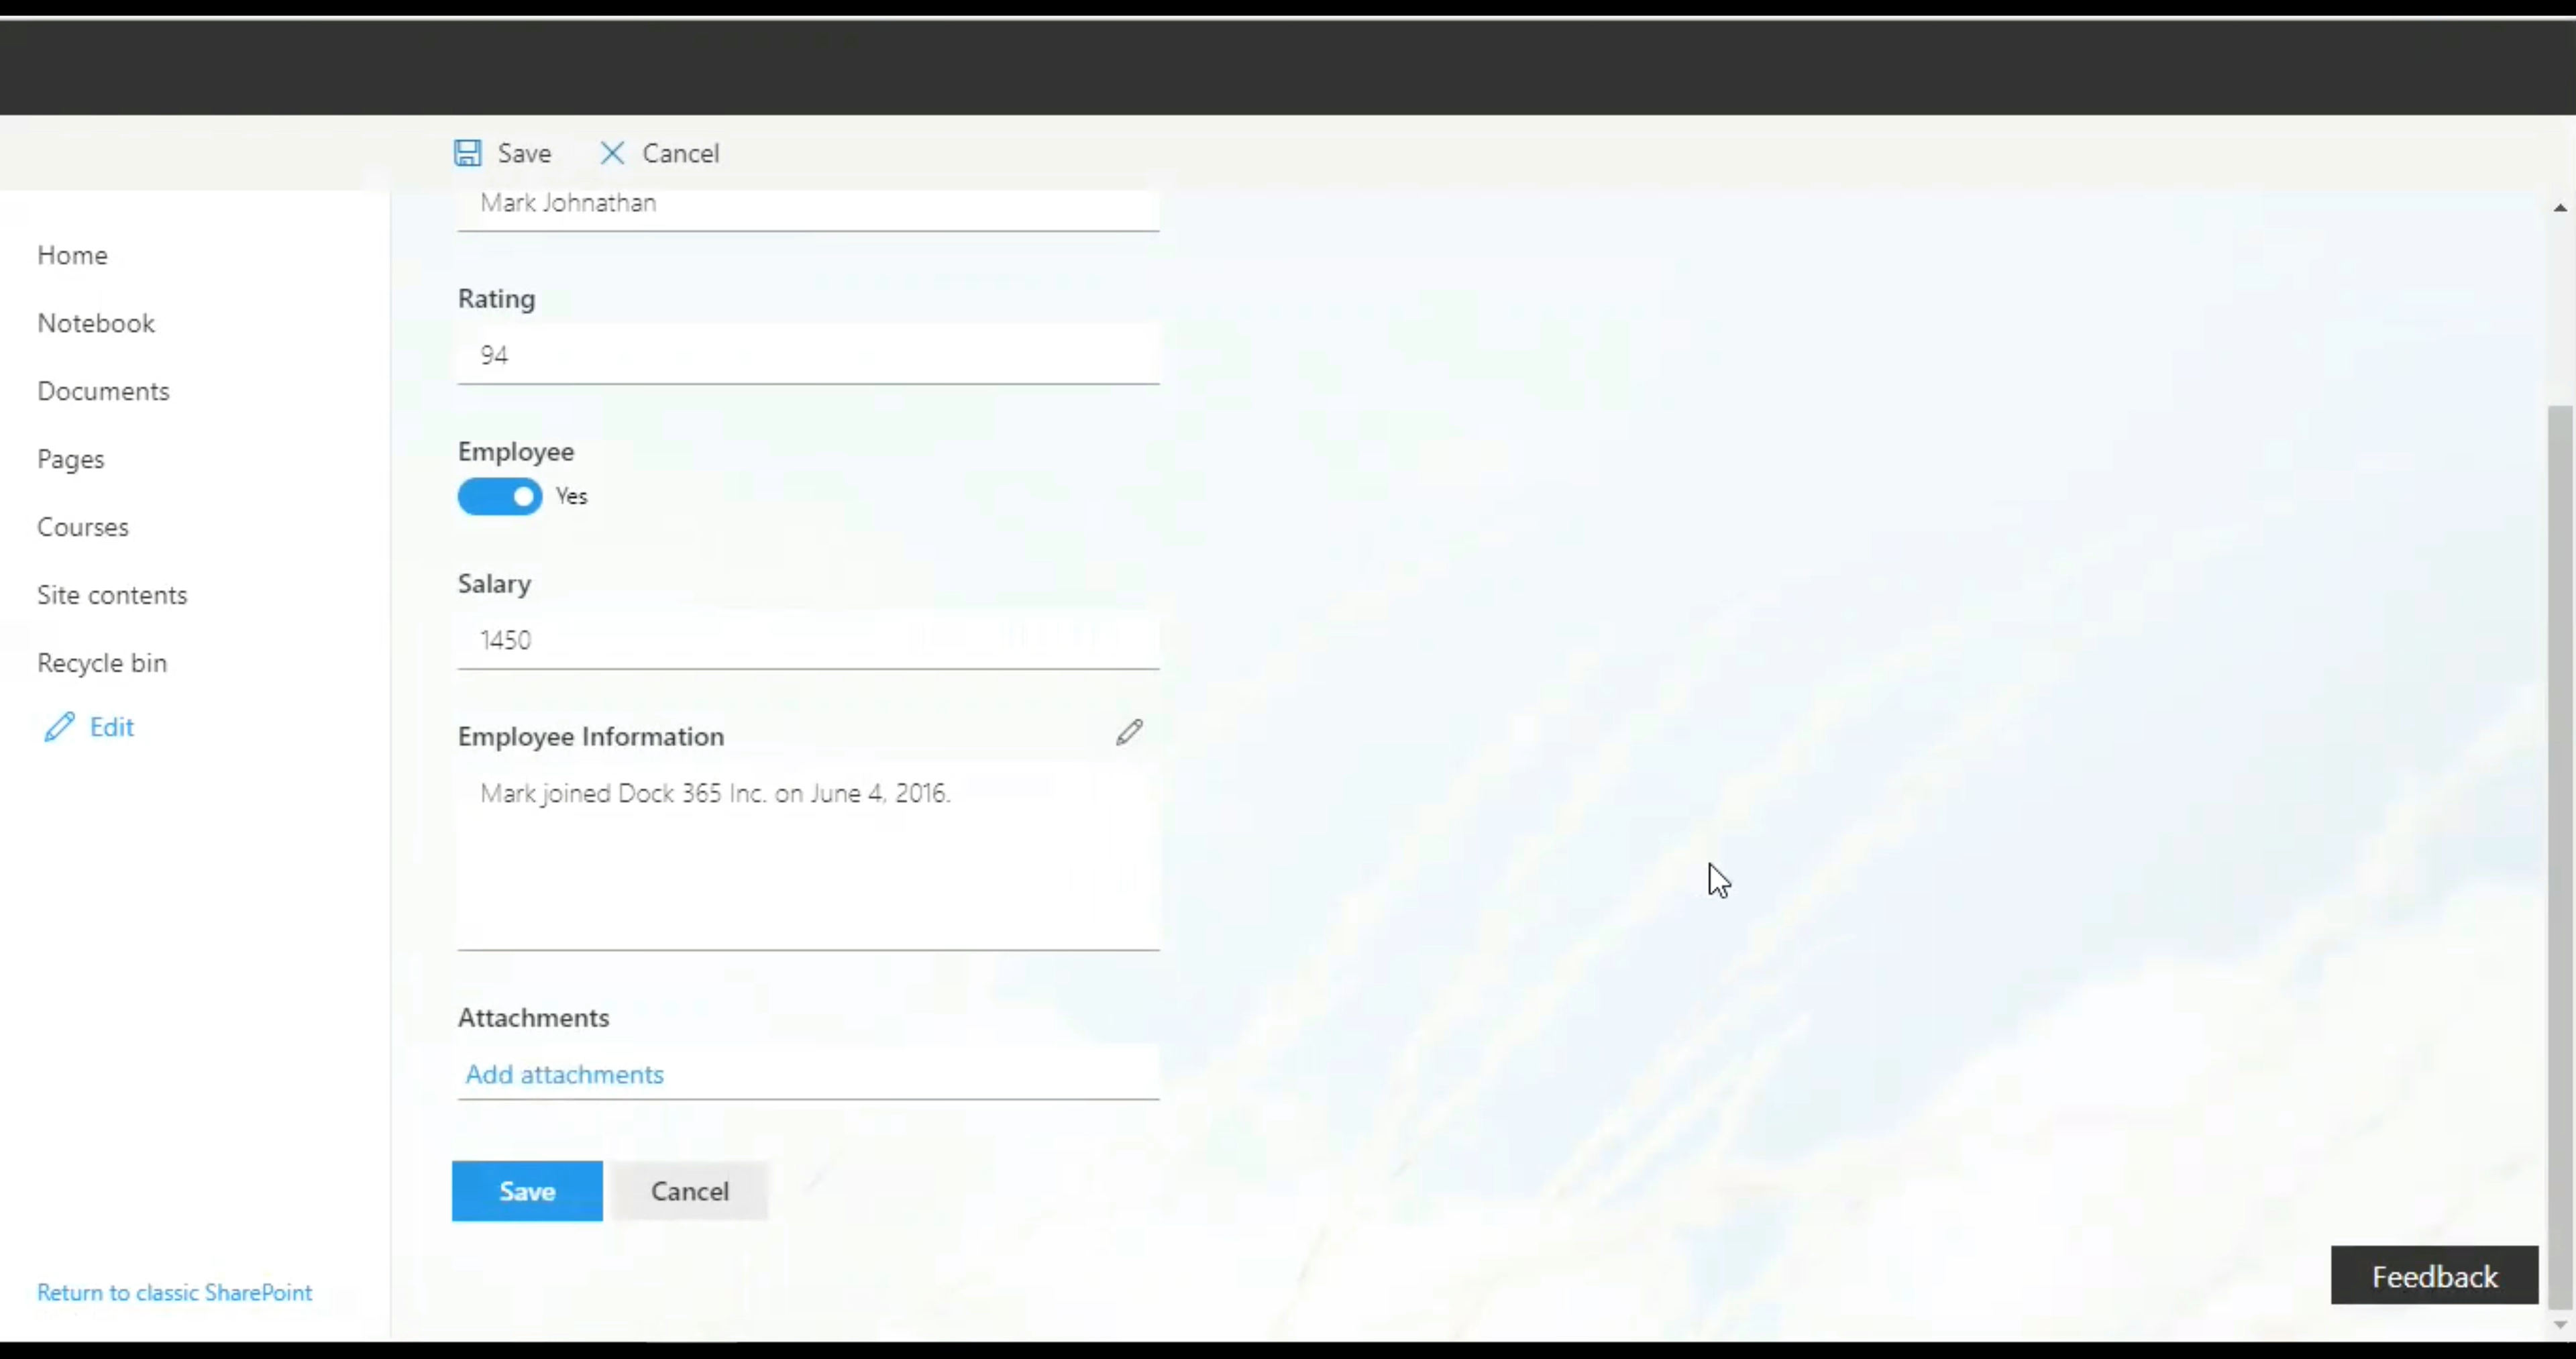 Save
Cancel
Mark Johnathan
Home
Notebook
Documents
Pages
Courses
Site contents
Recycle bin
Edit
Rating
94
Employee
Yes
Salary
1450
Employee Information
Mark joined Dock 365 Inc. on June 4, 2016.
Attachments
Add attachments
Save
Cancel
Return to classic SharePoint
Feedback